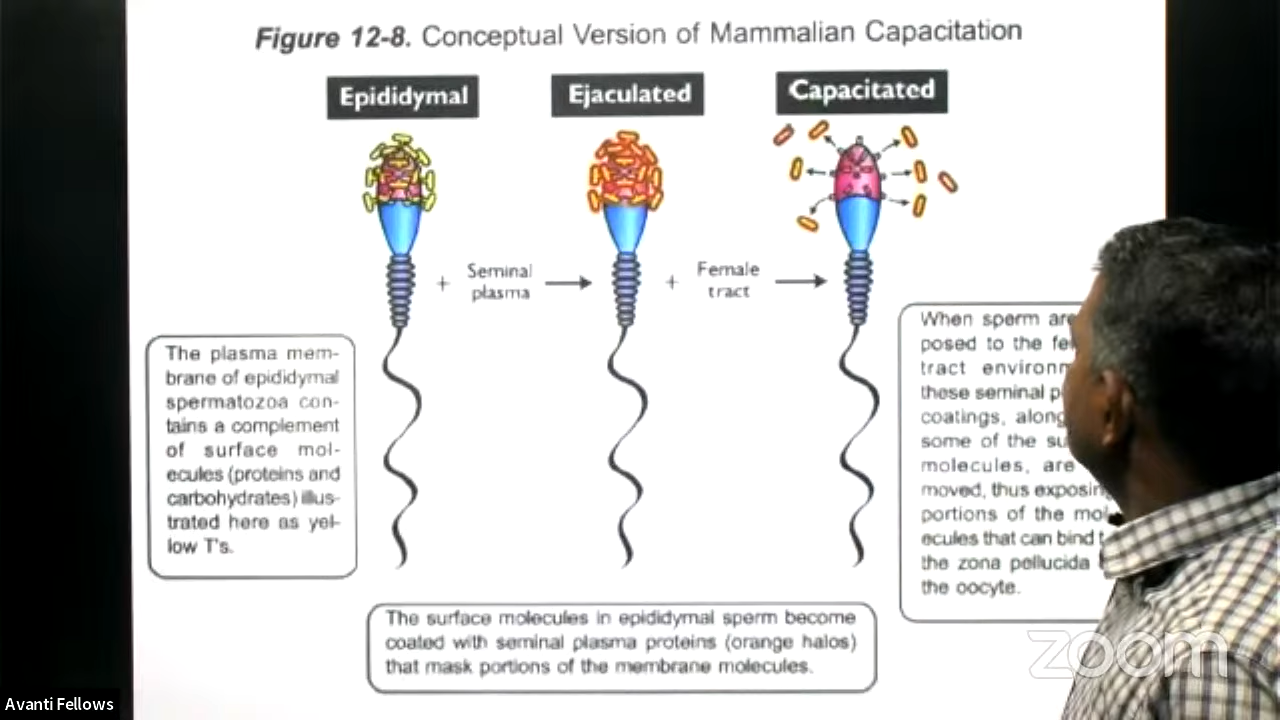 Figure 12-8. Conceptual Version of Mammalian Capacitation
Epididymal
Ejaculated
Capacitated
+ Seminal
plasma
+ Female
tract
The plasma mem-
brane of epididymal
spermatozoa con-
tains a complement
of surface mol-
ecules (proteins and
carbohydrates) illus-
trated here as yel-
low T's.
When sperm are
posed to the
tract
these seminal
coatings,
some of the
molecules, are
moved, thus
portions of the
ecules that can bind
the zona pellucida
the oocyte.
The surface molecules in epididymal sperm become
coated with seminal plasma proteins (orange halos)
that mask portions of the membrane molecules.
zoom
Avanti Fellows